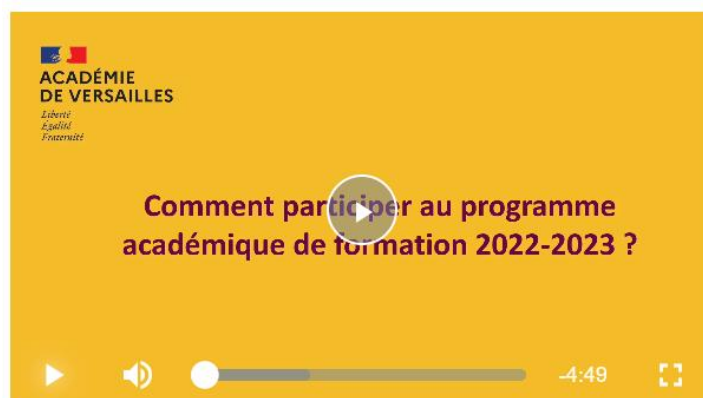 ACADÉMIE
DE VERSAILLES
Liberté
Égalité
Fraternité
Comment participer au programme
académique de formation 2022-2023 ?
-4:49